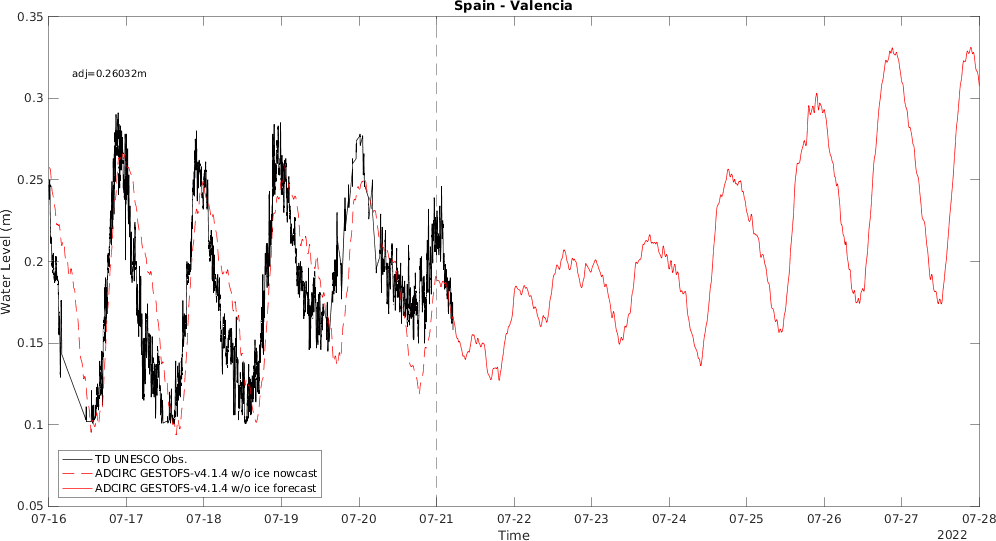 Spain - Valencia
0.35
adj=0.26032m
0.3
0.25
0.2
0.15
0.1
0.05
Water Level (m)
TD UNESCO Obs.
ADCIRC GESTOFS-v4.1.4 w/o ice nowcast
ADCIRC GESTOFS-v4.1.4 w/o ice forecast
07-16 07-17 07-18 07-19 07-20 07-21 07-22 07-23 07-24 07-25 07-26 07-27 07-28
Time
2022